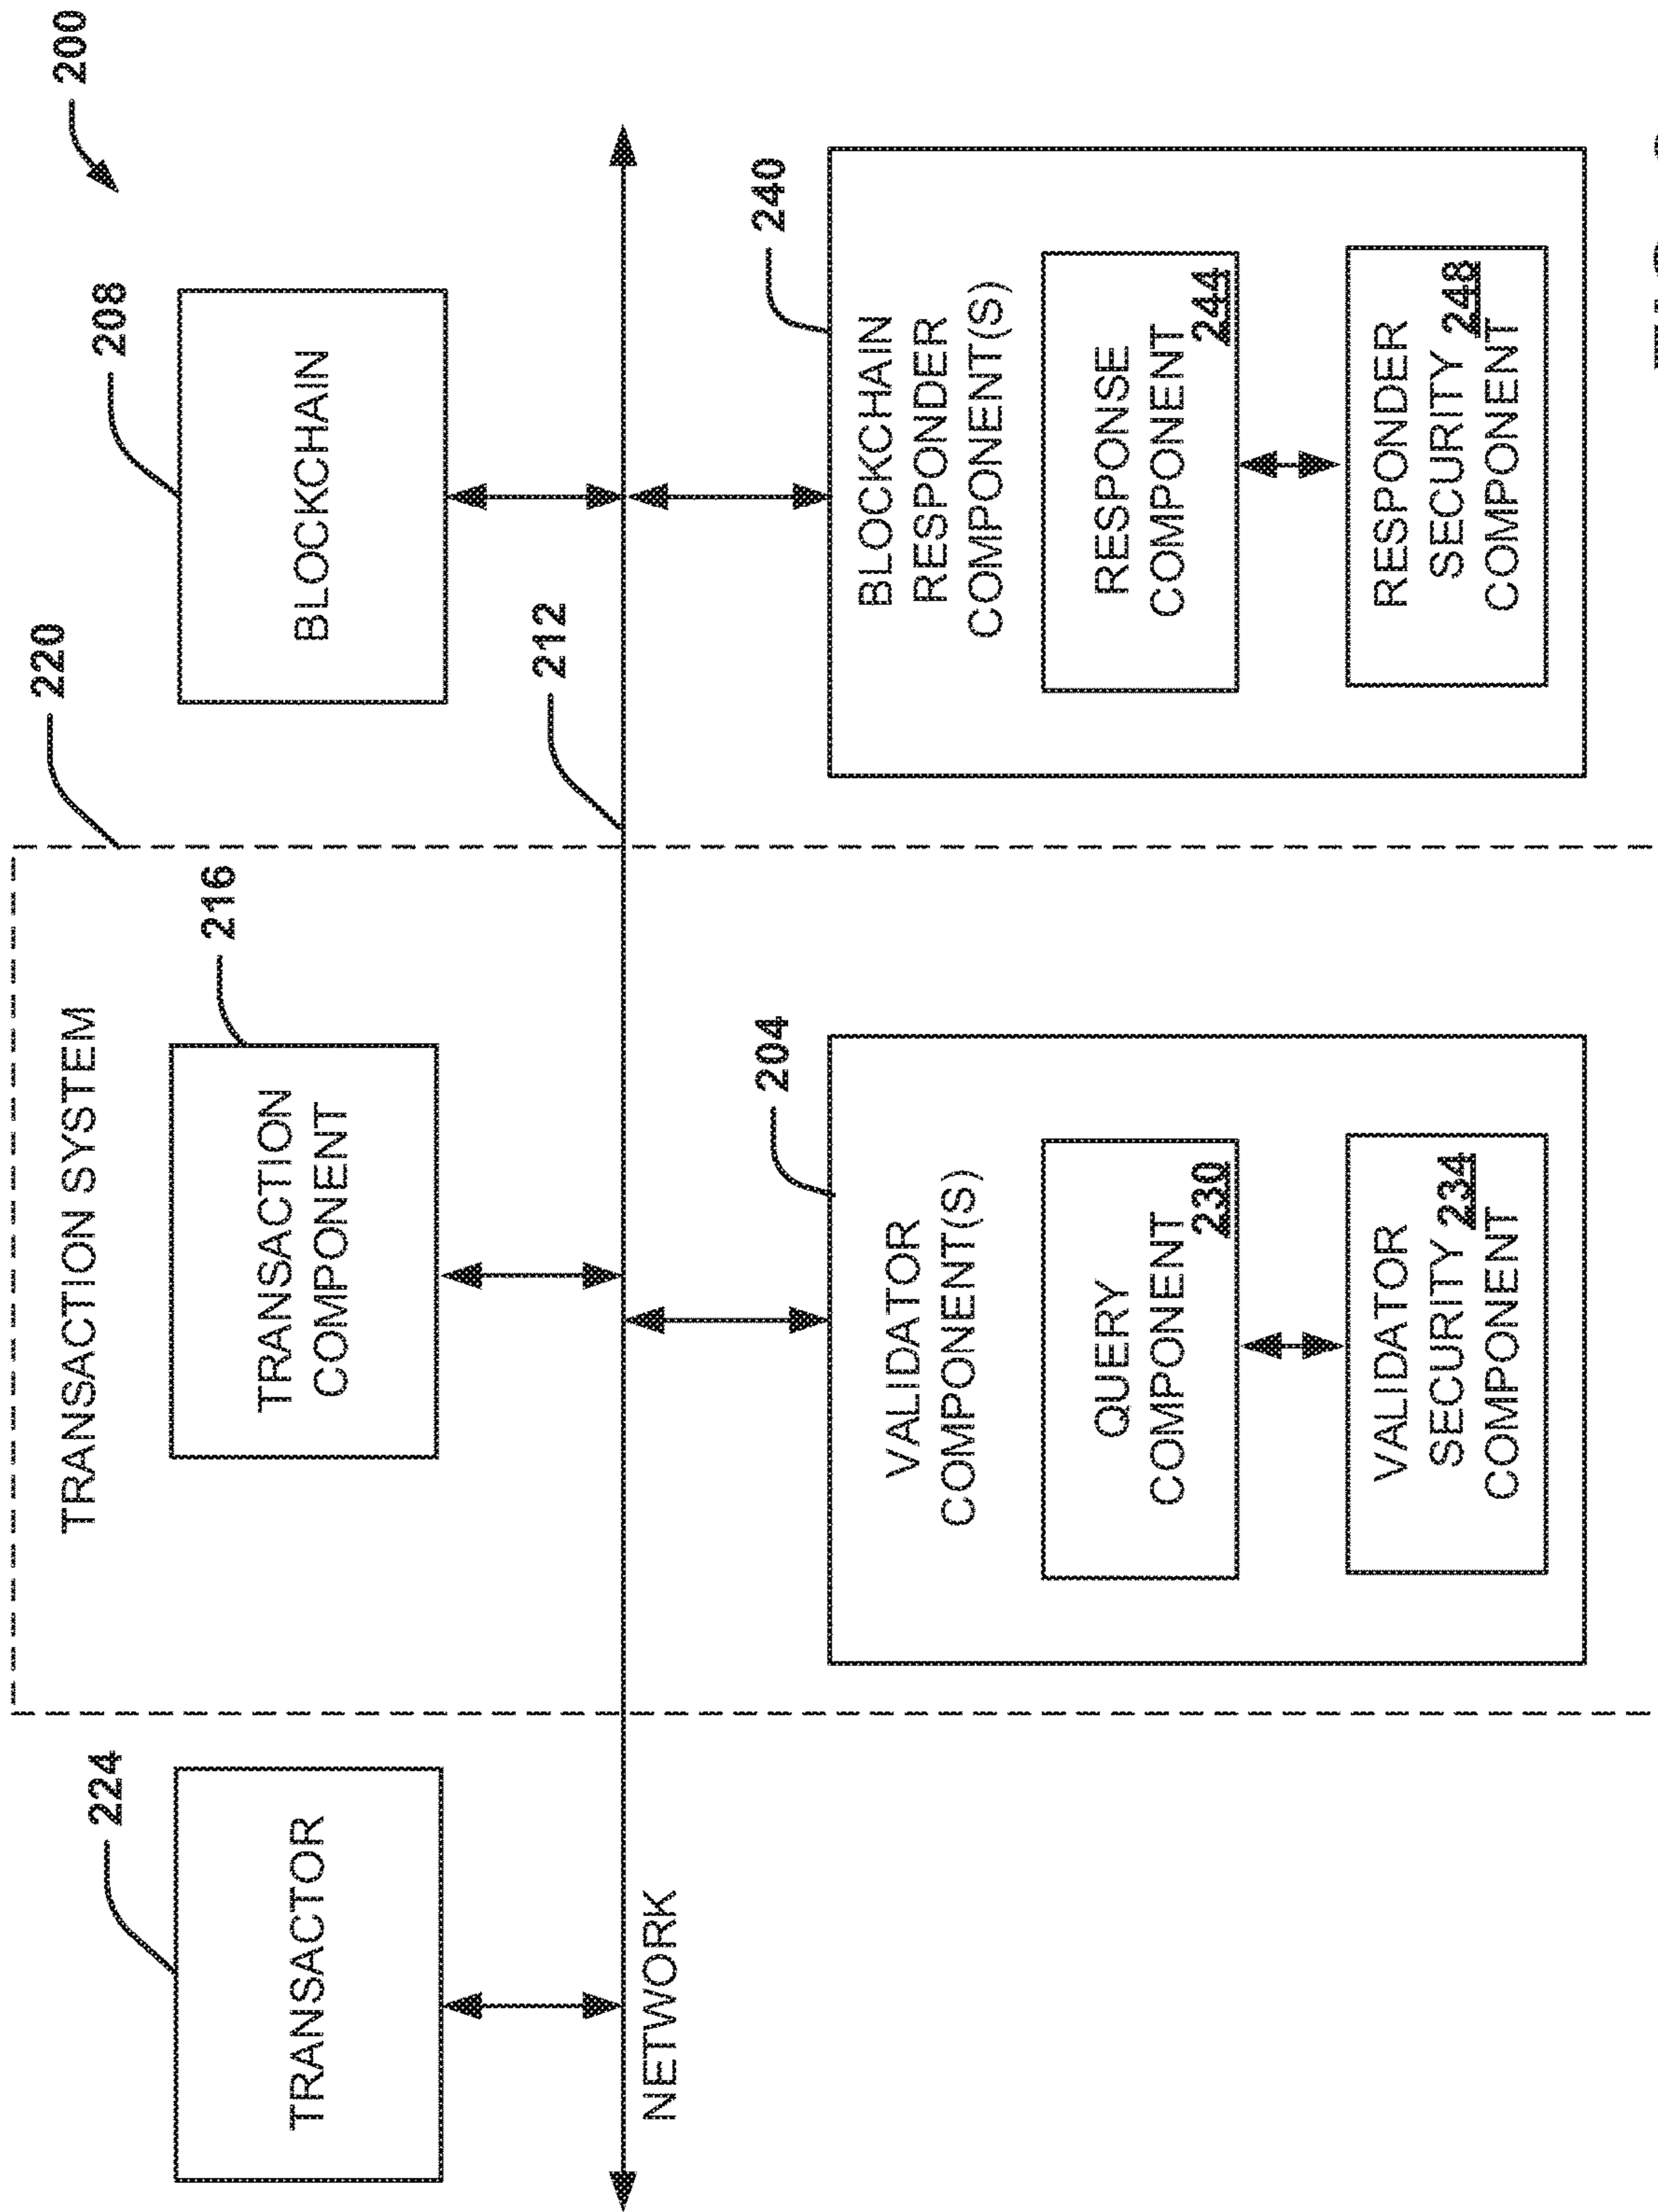 200
220
208
TRANSACTION SYSTEM
224
216
TRANSACTOR
TRANSACTION
COMPONENT
BLOCKCHAIN
212
NETWORK
204
240
VALIDATOR
COMPONENT(S)
BLOCKCHAIN
RESPONDER
COMPONENT(S)
QUERY
COMPONENT
230
RESPONSE
COMPONENT
244
VALIDATOR
SECURITY 234
COMPONENT
RESPONDER
SECURITY 248
COMPONENT